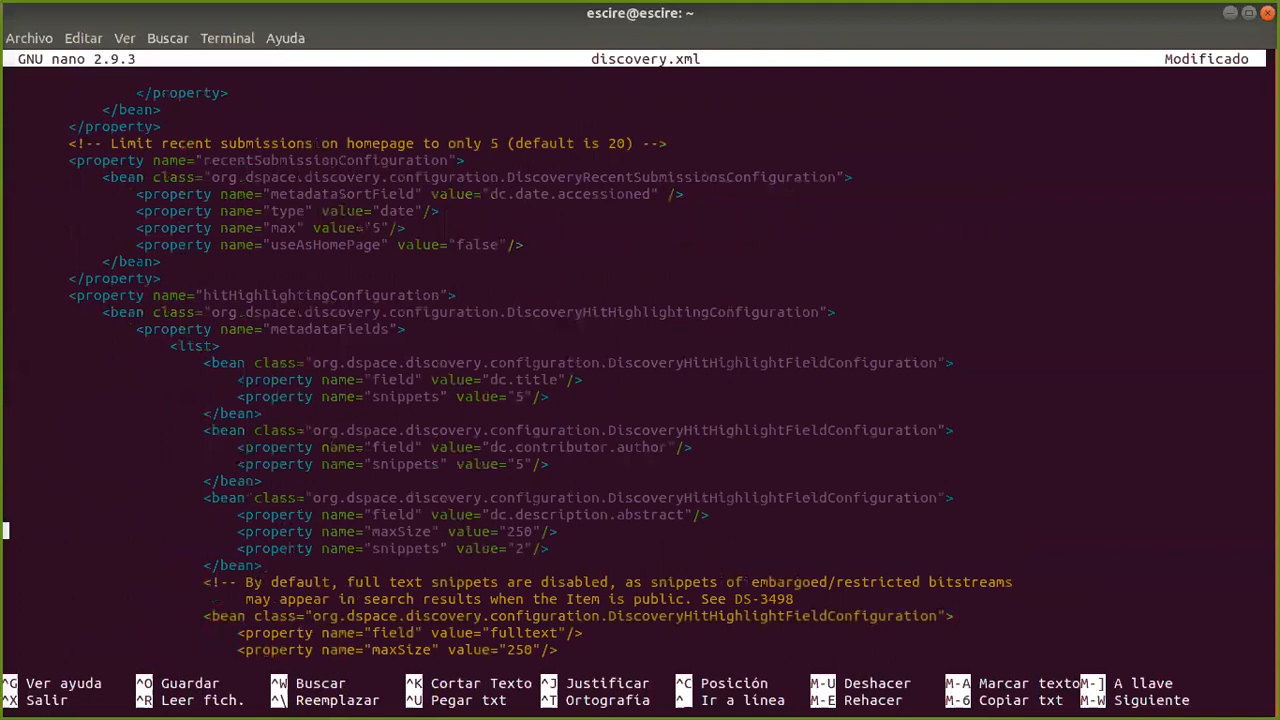 escire@escire: ~
Archivo Editar Ver Buscar Terminal Ayuda
GNU nano 2.9.3 discovery.xml Modificado
</property>
</bean>
</property>
<!-- Limit recent submissions on homepage to only 5 (default is 20) -->
<property name="recentSubmissionConfiguration">
<bean class="org.dspace.discovery.configuration.DiscoveryRecentSubmissionsConfiguration">
<property name="metadataSortField" value="dc.date.accessioned" />
<property name="type" value="date"/>
<property name="max" value="5"/>
<property name="useAsHomePage" value="false"/>
</bean>
</property>
<property name="hitHighlightingConfiguration">
<bean class="org.dspace.discovery.configuration.DiscoveryHitHighlightingConfiguration">
<property name="metadataFields">
<list>
<bean class="org.dspace.discovery.configuration.DiscoveryHitHighlightFieldConfiguration">
<property name="field" value="dc.title"/>
<property name="snippets" value="5"/>
</bean>
<bean class="org.dspace.discovery.configuration.DiscoveryHitHighlightFieldConfiguration">
<property name="field" value="dc.contributor.author"/>
<property name="snippets" value="5"/>
</bean>
<bean class="org.dspace.discovery.configuration.DiscoveryHitHighlightFieldConfiguration">
<property name="field" value="dc.description.abstract"/>
<property name="maxSize" value="250"/>
<property name="snippets" value="2"/>
</bean>
<!-- By default, full text snippets are disabled, as snippets of embargoed/restricted bitstreams
may appear in search results when the Item is public. See DS-3498
<bean class="org.dspace.discovery.configuration.DiscoveryHitHighlightFieldConfiguration">
<property name="field" value="fulltext"/>
<property name="maxSize" value="250"/>
^G Ver ayuda ^O Guardar ^W Buscar ^K Cortar Texto ^J Justificar ^C Posición M-U Deshacer M-A Marcar texto M-] A llave
^X Salir ^R Leer fich. ^\ Reemplazar ^U Pegar txt ^T Ortografía ^_ Ir a línea M-E Rehacer M-6 Copiar txt M-W Siguiente